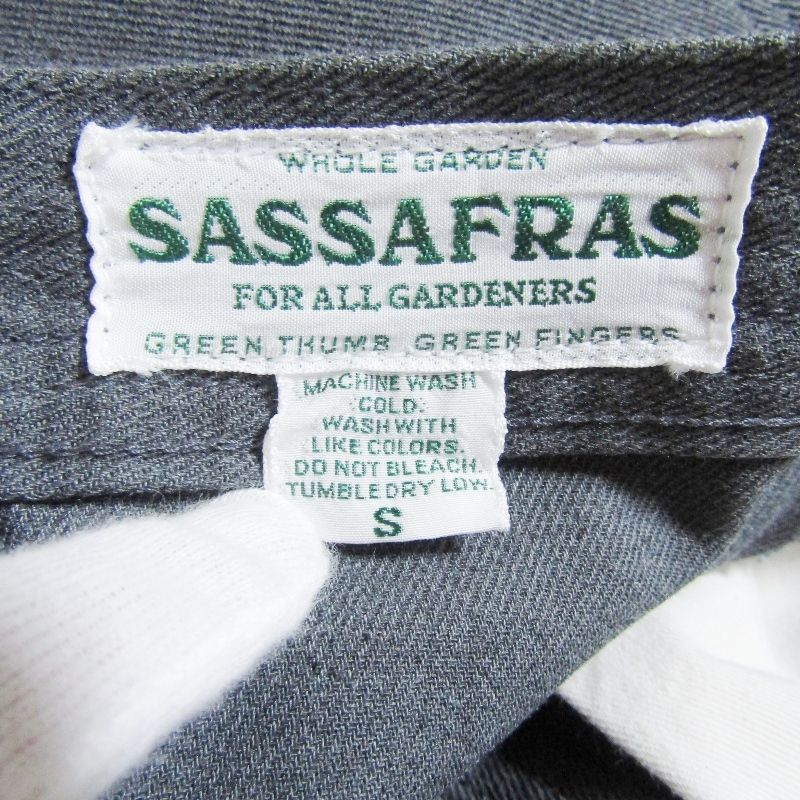 WHOLE GARDEN
SASSAFRAS
FOR ALL GARDENERS
GREEN THUMB GREEN FINGERS
MACHINE WASH
COLD.
WASH WITH
LIKE COLORS.
DO NOT BLEACH.
TUMBLE DRY LOW.
S